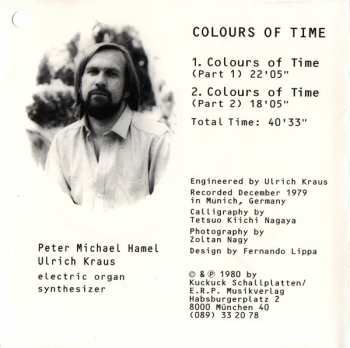 COLOURS OF TIME
1. Colours of Time
(Part 1) 22'05"
2. Colours of Time
(Part 2) 18'05"
Total Time: 40'33"
Engineered by Ulrich Kraus
Recorded December 1979
in Munich, Germany
Calligraphy by
Tetsuo Kiichi Nagaya
Photography by
Zoltan Nagy
Design by Fernando Lippa
Peter Michael Hamel
Ulrich Kraus
electric organ
synthesizer
© & ℗ 1980 by
Kuckuck Schallplatten/
E.R.P. Musikverlag
Habsburgerplatz 2
8000 München 40
(089) 33 20 78